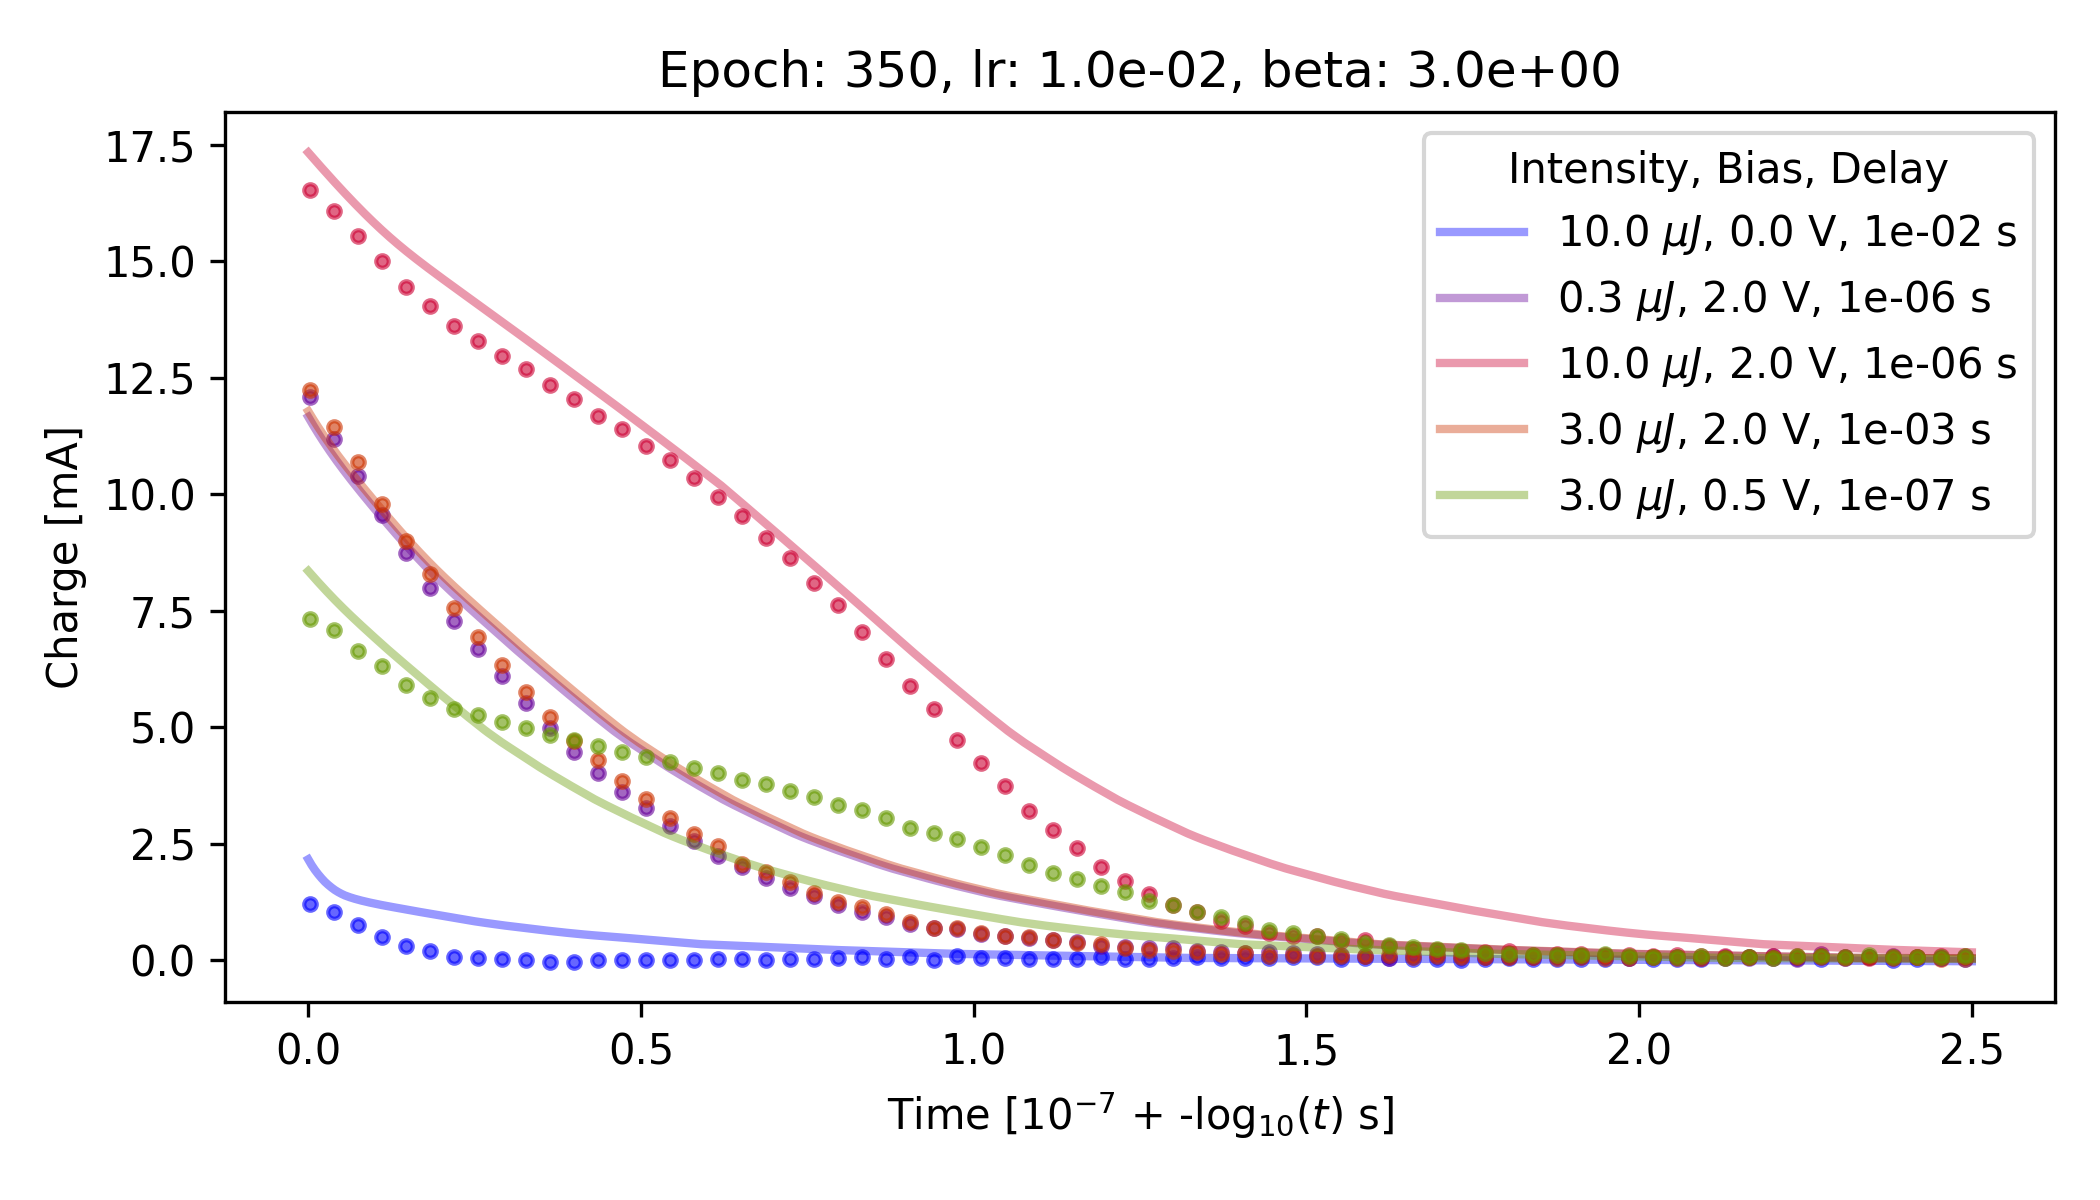 Epoch: 350, lr: 1.0e-02, beta: 3.0e+00
17.5
15.0
12.5
10.0
7.5
5.0
2.5
0.0
Charge [mA]
Intensity, Bias, Delay
10.0 μJ, 0.0 V, 1e-02 s
0.3 μJ, 2.0 V, 1e-06 s
10.0 μJ, 2.0 V, 1e-06 s
3.0 μJ, 2.0 V, 1e-03 s
3.0 μJ, 0.5 V, 1e-07 s
0.0 0.5 1.0 1.5 2.0 2.5
Time [10⁻⁷ + -log₁₀(t) s]